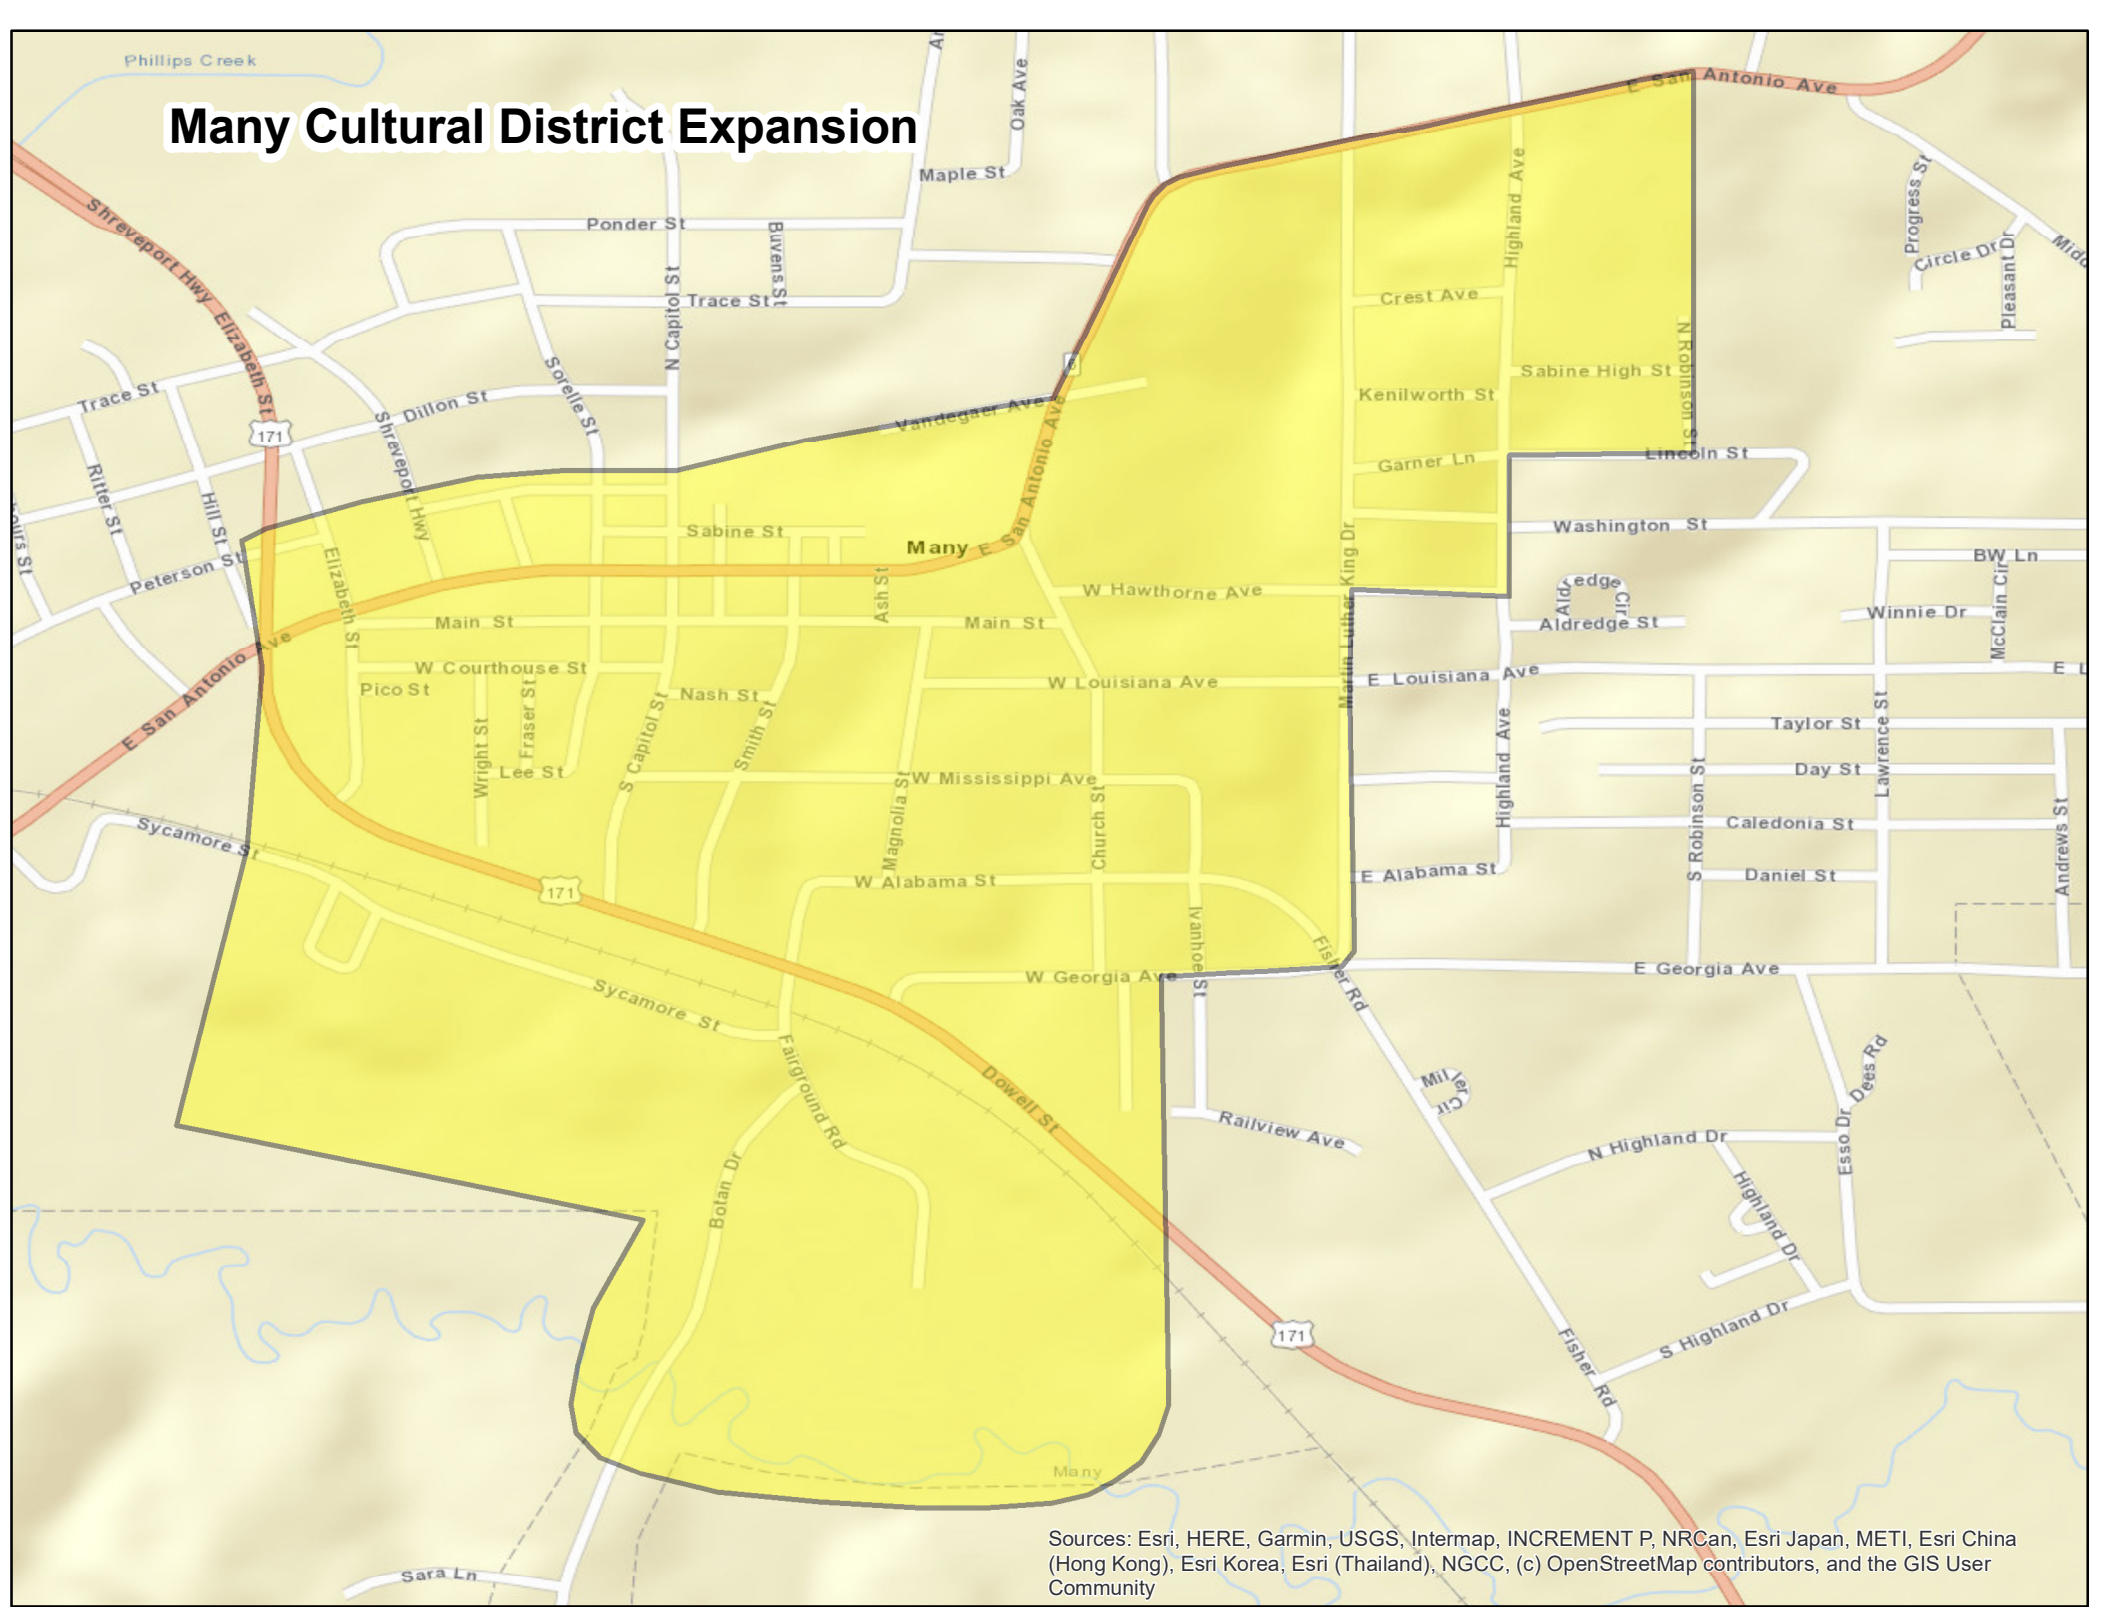 Phillips Creek
Many Cultural District Expansion
E San Antonio Ave
Oak Ave
Maple St
Ponder St
Buvens St
Trace St
N Capitol St
Shreveport Hwy
Elizabeth St
Sorelle St
Highland Ave
Progress St
Circle Dr
Pleasant Dr
Crest Ave
N Robinson St
Sabine High St
Kenilworth St
Garner Ln
Lincoln St
Trace St
Dillon St
Vandegaer Ave
6
171
Shreveport Hwy
Ritter St
Hill St
Peterson St
Elizabeth St
Sabine St
Many
E San Antonio Ave
Washington St
BW Ln
Aldredge Cir
Aldredge St
Winnie Dr
McClain Cir
Ash St
W Hawthorne Ave
Martin Luther King Dr
Main St
Main St
E San Antonio Ave
W Courthouse St
Pico St
Nash St
W Louisiana Ave
E Louisiana Ave
E L
Wright St
Fraser St
Lee St
S Capitol St
Smith St
Magnolia St
W Mississippi Ave
Church St
Highland Ave
Taylor St
Day St
Lawrence St
S Robinson St
Caledonia St
Andrews St
Daniel St
Sycamore St
171
W Alabama St
E Alabama St
Ivanhoe St
Fisher Rd
W Georgia Ave
E Georgia Ave
Sycamore St
Fairground Rd
Dowell St
Miller Cir
Dees Rd
Railview Ave
N Highland Dr
Esso Dr
Highland Dr
Botan Dr
171
S Highland Dr
Fisher Rd
Many
Sara Ln
Sources: Esri, HERE, Garmin, USGS, Intermap, INCREMENT P, NRCan, Esri Japan, METI, Esri China
(Hong Kong), Esri Korea, Esri (Thailand), NGCC, (c) OpenStreetMap contributors, and the GIS User
Community